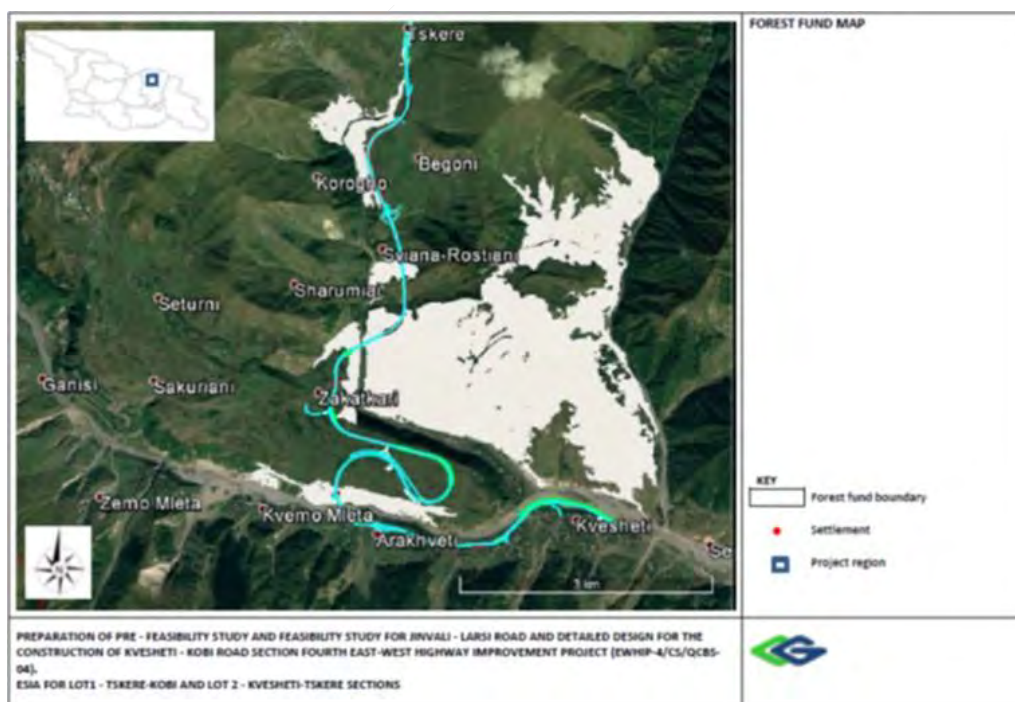 FOREST FUND MAP
Tskere
Begoni
Korogho
Sviana-Rostiani
Sharumiai
Seturni
Ganisi
Sakuriani
Zakatkari
Zemo Mleta
Kvemo Mleta
Arakhveti
Kvesheti
Se
N
3 km
KEY
Forest fund boundary
Settlement
Project region
PREPARATION OF PRE - FEASIBILITY STUDY AND FEASIBILITY STUDY FOR JINVALI - LARSI ROAD AND DETAILED DESIGN FOR THE
CONSTRUCTION OF KVESHETI - KOBI ROAD SECTION FOURTH EAST-WEST HIGHWAY IMPROVEMENT PROJECT (EWHIP-4/CS/QCBS-
04).
ESIA FOR LOT1 - TSKERE-KOBI AND LOT 2 - KVESHETI-TSKERE SECTIONS